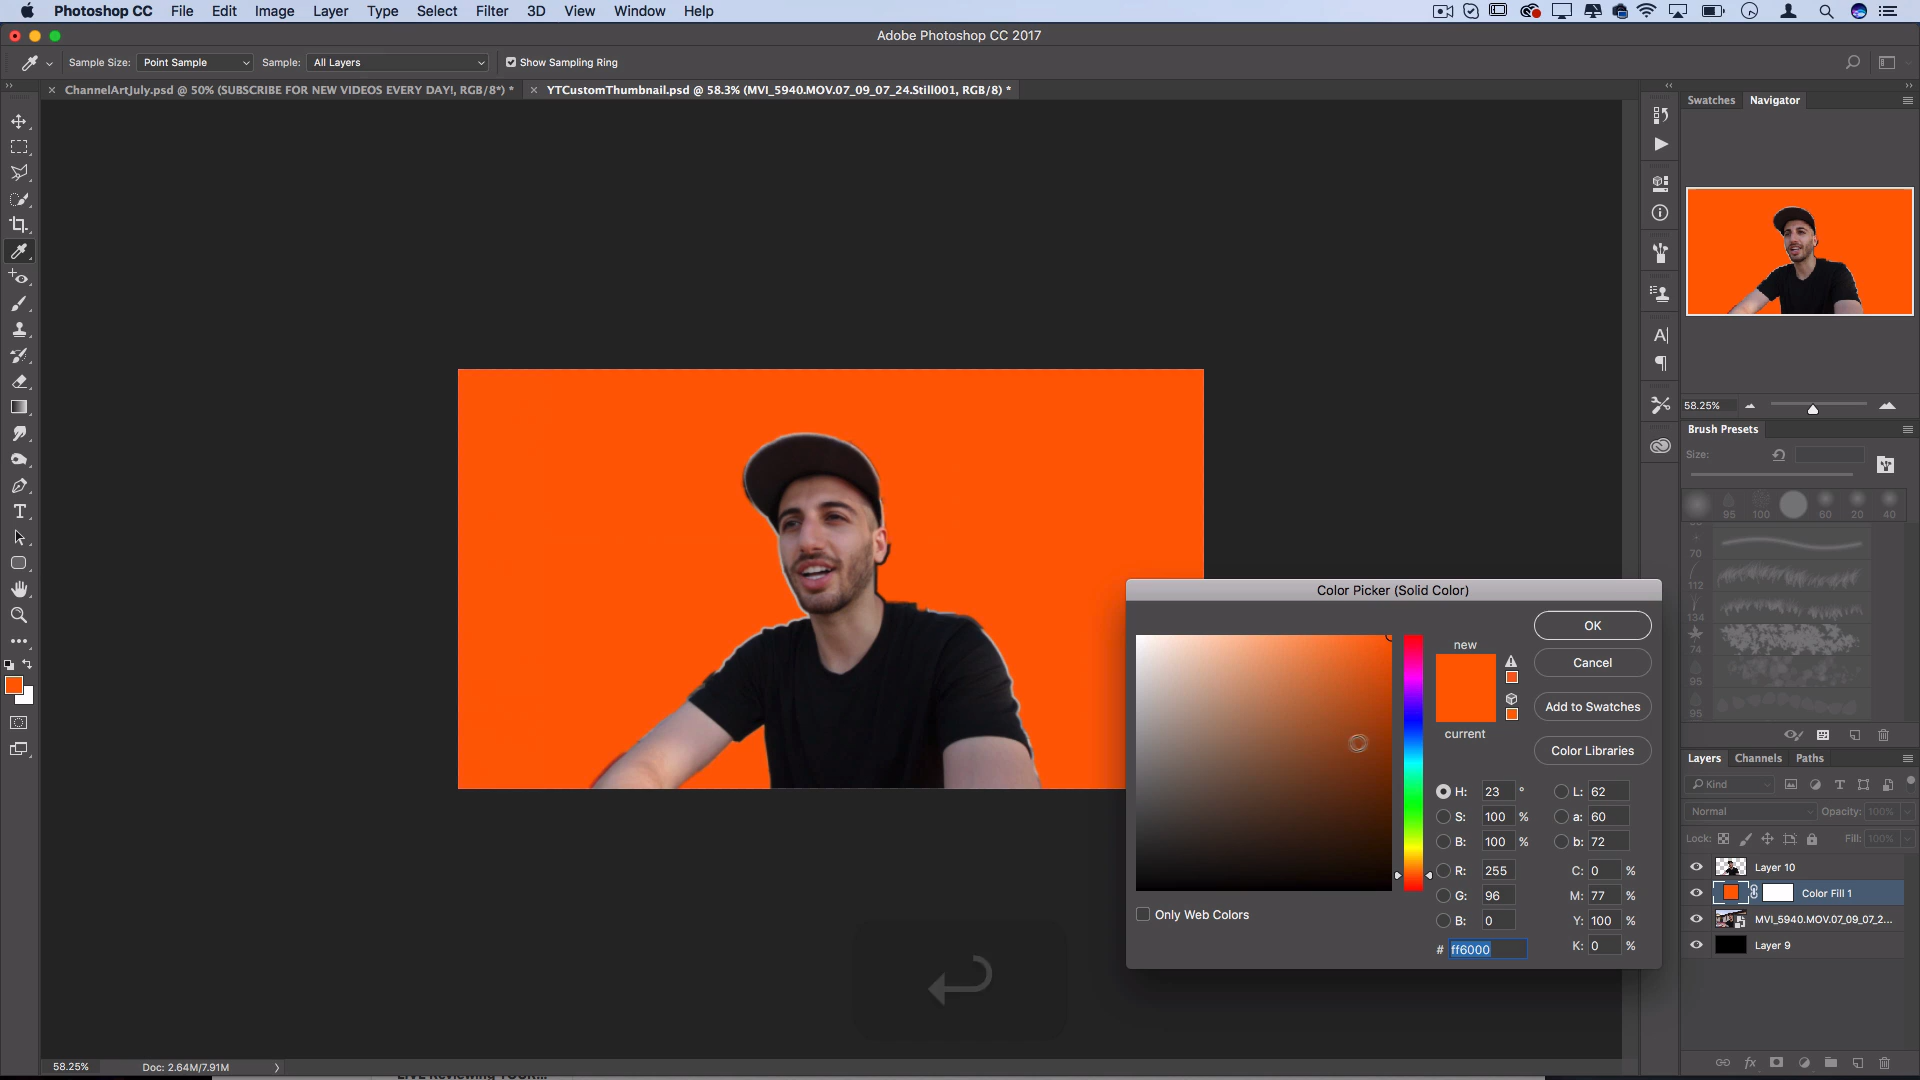 Photoshop CC File Edit Image Layer Type Select Filter 3D View Window Help
Adobe Photoshop CC 2017
Sample Size: Point Sample Sample: All Layers Show Sampling Ring
ChannelArtJuly.psd @ 50% (SUBSCRIBE FOR NEW VIDEOS EVERY DAY!, RGB/8*) *
YTCustomThumbnail.psd @ 58.3% (MVI_5940.MOV.07_09_07_24.Still001, RGB/8) *
Swatches Navigator
58.25%
Brush Presets
Size:
95 100 60 20 40
70
112
134
74
95
95
Color Picker (Solid Color)
new
current
OK
Cancel
Add to Swatches
Color Libraries
H: 23 °
S: 100 %
B: 100 %
R: 255
G: 96
B: 0
# ff6000
L: 62
a: 60
b: 72
C: 0 %
M: 77 %
Y: 100 %
K: 0 %
Only Web Colors
Layers Channels Paths
Kind
Normal Opacity: 100%
Lock: Fill: 100%
Layer 10
Color Fill 1
MVI_5940.MOV.07_09_07_2...
Layer 9
58.25% Doc: 2.64M/7.91M